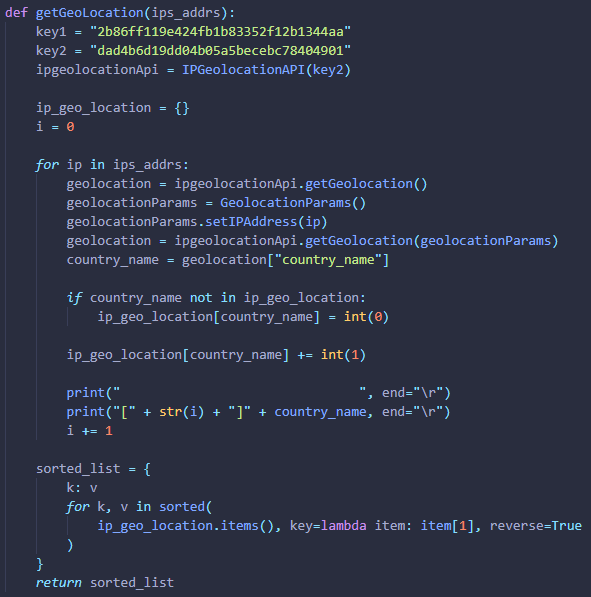 def getGeoLocation(ips_addrs):
    key1 = "2b86ff119e424fb1b83352f12b1344aa"
    key2 = "dad4b6d19dd04b05a5becebc78404901"
    ipgeolocationApi = IPGeolocationAPI(key2)

    ip_geo_location = {}
    i = 0

    for ip in ips_addrs:
        geolocation = ipgeolocationApi.getGeolocation()
        geolocationParams = GeolocationParams()
        geolocationParams.setIPAddress(ip)
        geolocation = ipgeolocationApi.getGeolocation(geolocationParams)
        country_name = geolocation["country_name"]

        if country_name not in ip_geo_location:
            ip_geo_location[country_name] = int(0)

        ip_geo_location[country_name] += int(1)

        print("                               ", end="\r")
        print("[" + str(i) + "]" + country_name, end="\r")
        i += 1

    sorted_list = {
        k: v
        for k, v in sorted(
            ip_geo_location.items(), key=lambda item: item[1], reverse=True
        )
    }
    return sorted_list